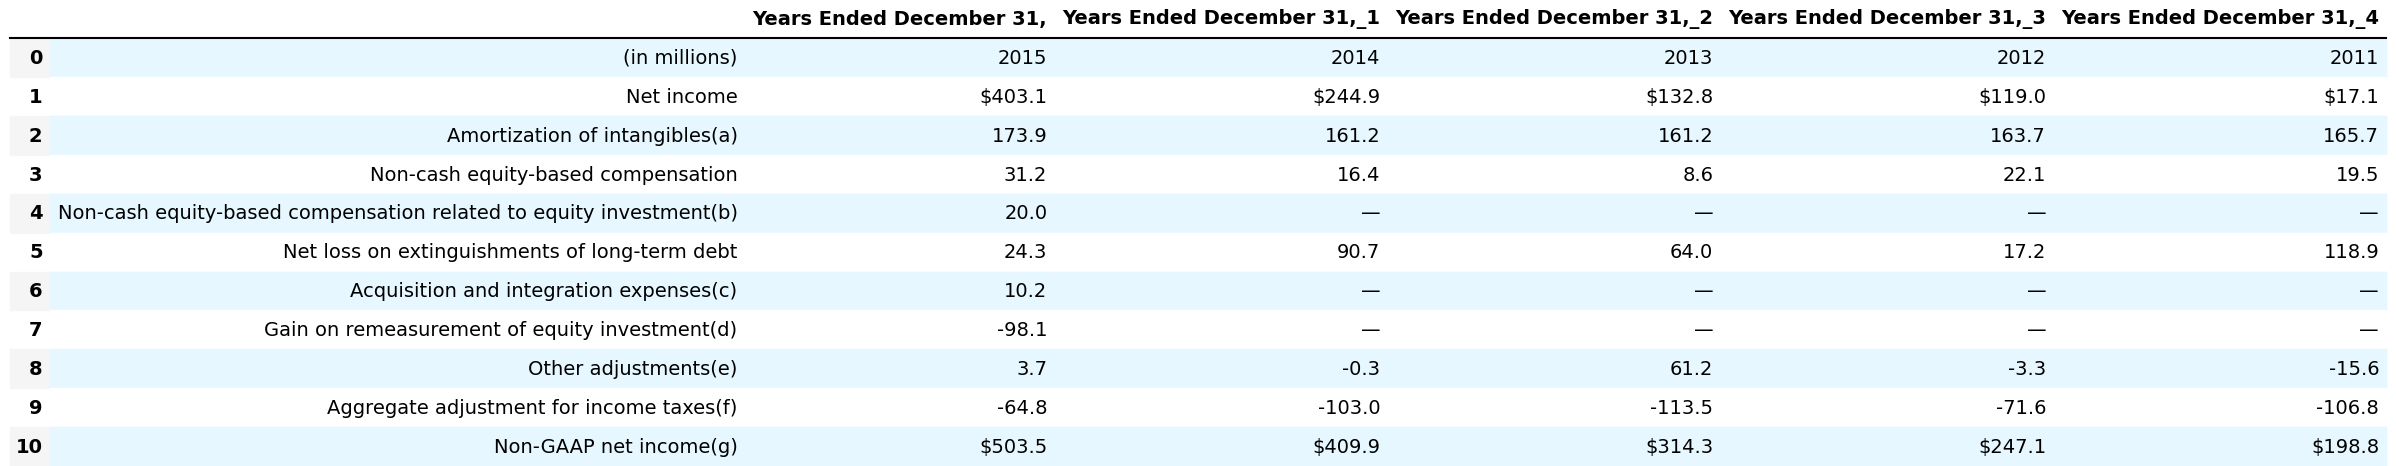 Years Ended December 31, Years Ended December 31,_1 Years Ended December 31,_2 Years Ended December 31,_3 Years Ended December 31,_4
0 (in millions) 2015 2014 2013 2012 2011
1 Net income $403.1 $244.9 $132.8 $119.0 $17.1
2 Amortization of intangibles(a) 173.9 161.2 161.2 163.7 165.7
3 Non-cash equity-based compensation 31.2 16.4 8.6 22.1 19.5
4 Non-cash equity-based compensation related to equity investment(b) 20.0 — — — —
5 Net loss on extinguishments of long-term debt 24.3 90.7 64.0 17.2 118.9
6 Acquisition and integration expenses(c) 10.2 — — — —
7 Gain on remeasurement of equity investment(d) -98.1 — — — —
8 Other adjustments(e) 3.7 -0.3 61.2 -3.3 -15.6
9 Aggregate adjustment for income taxes(f) -64.8 -103.0 -113.5 -71.6 -106.8
10 Non-GAAP net income(g) $503.5 $409.9 $314.3 $247.1 $198.8